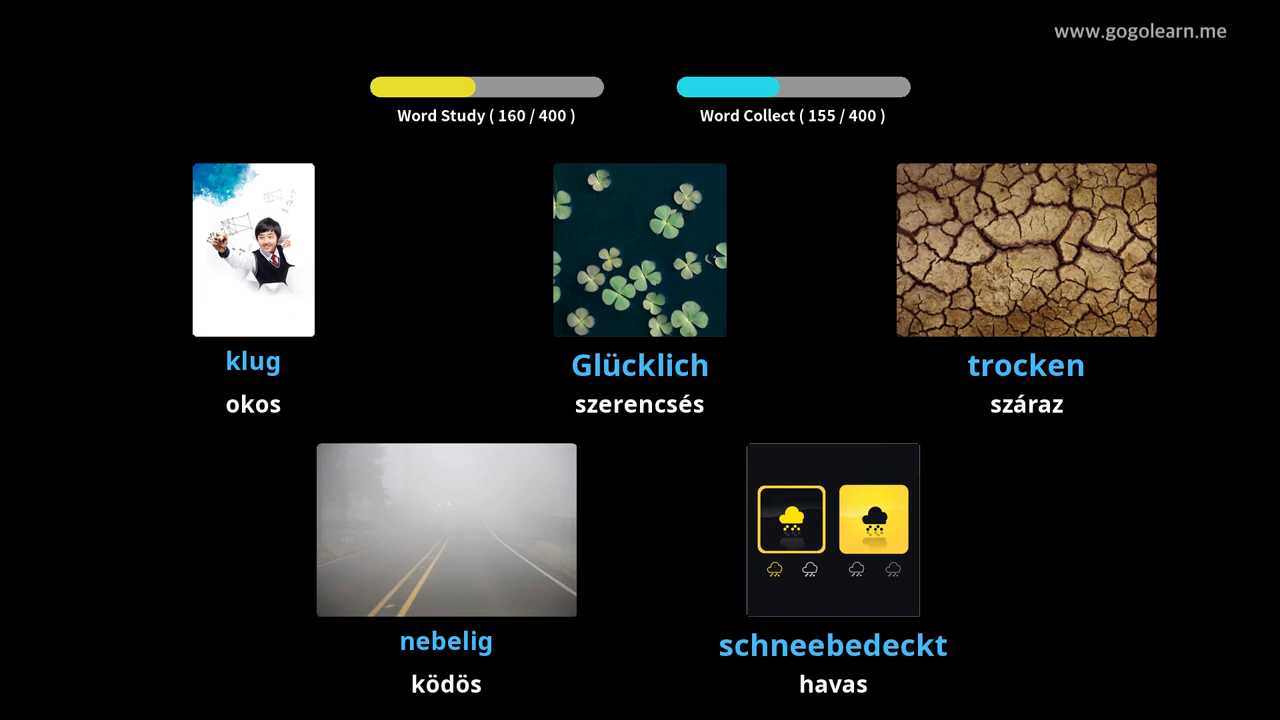 www.gogolearn.me
Word Study ( 160 / 400 )
Word Collect ( 155 / 400 )
klug
okos
Glücklich
szerencsés
trocken
száraz
nebelig
ködös
schneebedeckt
havas